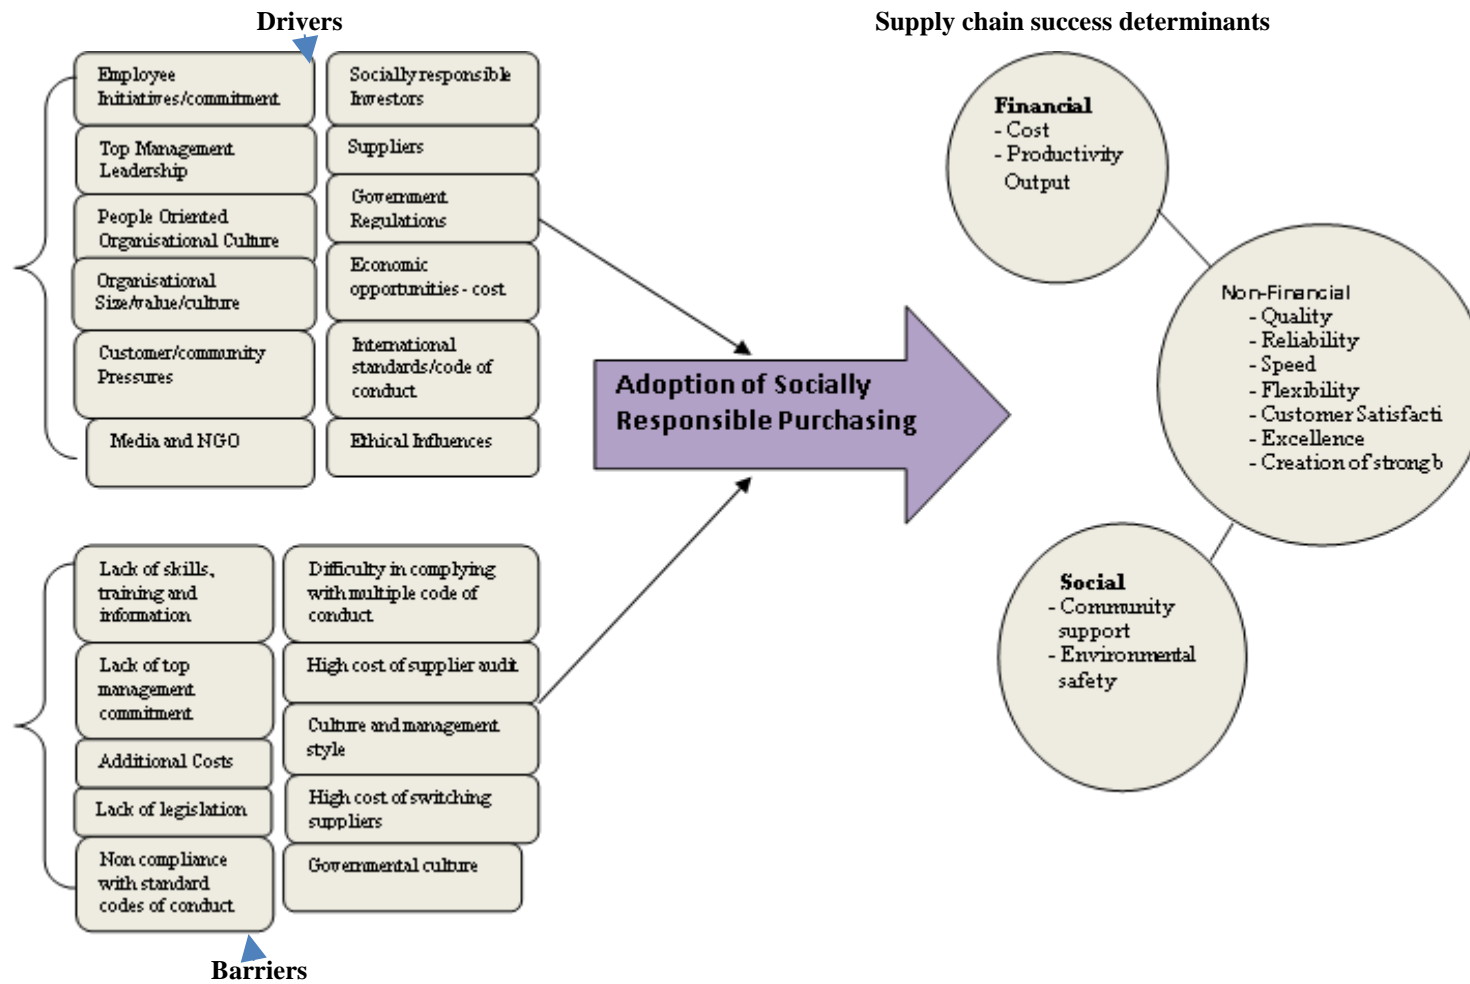 Drivers
Supply chain success determinants
Employee
Initiatives/commitment
Top Management
Leadership
People Oriented
Organisational Culture
Organisational
Size/value/culture
Customer/community
Pressures
Media and NGO
Socially responsible
Investors
Suppliers
Government
Regulations
Economic
opportunities - cost
International
standards/code of
conduct
Ethical Influences
Adoption of Socially
Responsible Purchasing
Financial
- Cost
- Productivity
Output
Non-Financial
- Quality
- Reliability
- Speed
- Flexibility
- Customer Satisfacti
- Excellence
- Creation of strong b
Social
- Community
support
- Environmental
safety
Lack of skills,
training and
information
Lack of top
management
commitment
Additional Costs
Lack of legislation
Non compliance
with standard
codes of conduct
Difficulty in complying
with multiple code of
conduct
High cost of supplier audit
Culture and management
style
High cost of switching
suppliers
Governmental culture
Barriers